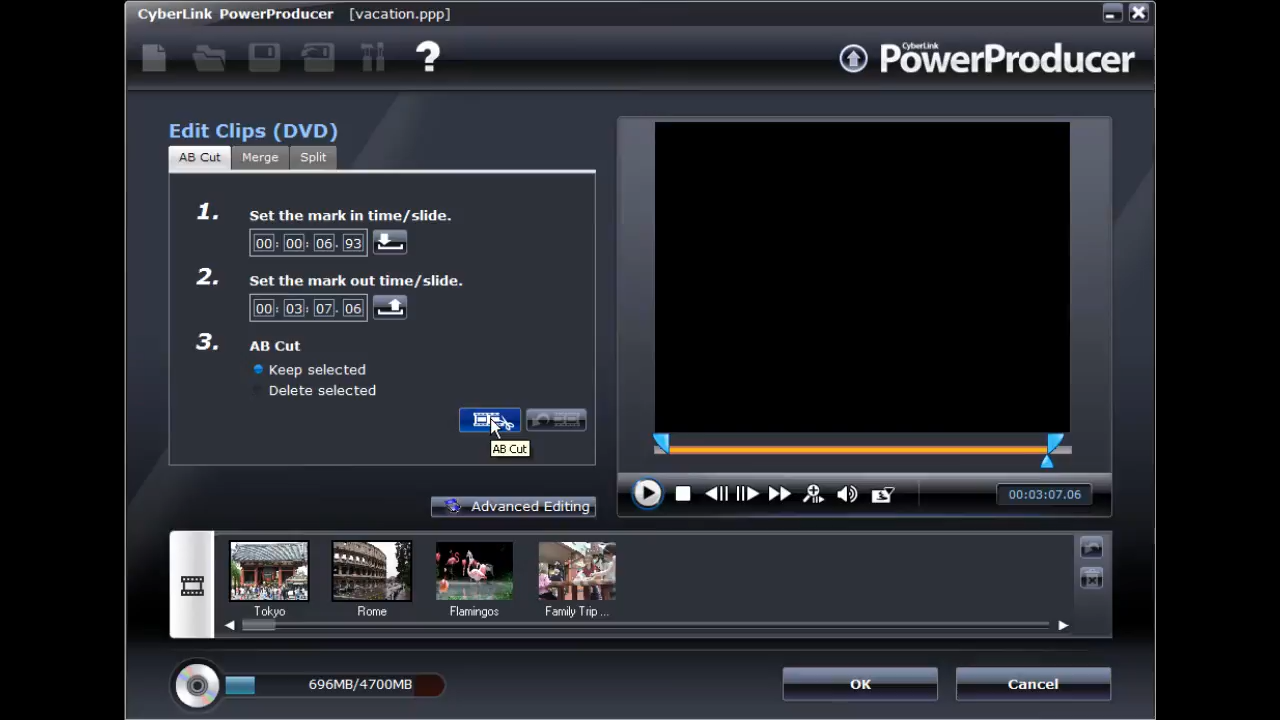 CyberLink PowerProducer [vacation.ppp]
?
CyberLink
PowerProducer
Edit Clips (DVD)
AB Cut Merge Split
1. Set the mark in time/slide.
00: 00: 06. 93
2. Set the mark out time/slide.
00: 03: 07. 06
3. AB Cut
Keep selected
Delete selected
AB Cut
Advanced Editing
00:03:07.06
Tokyo Rome Flamingos Family Trip ...
696MB/4700MB
OK Cancel